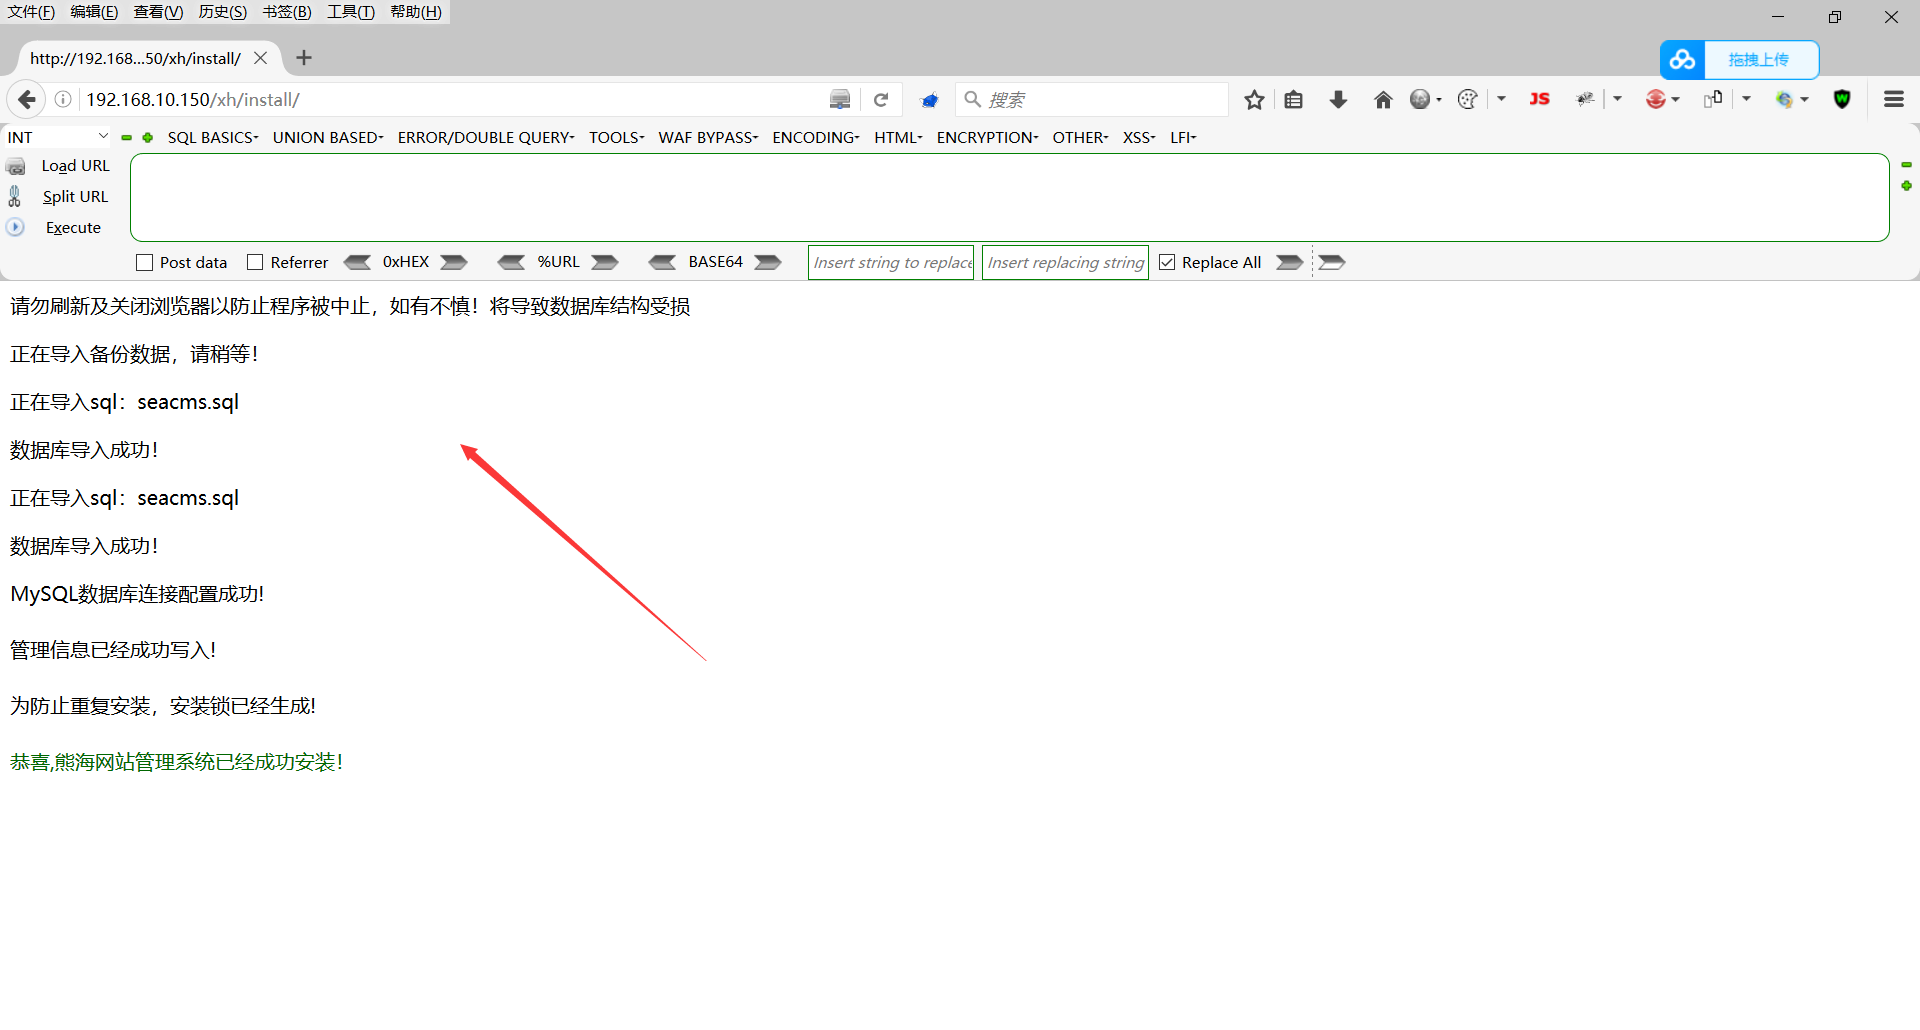 文件(F) 编辑(E) 查看(V) 历史(S) 书签(B) 工具(T) 帮助(H)
http://192.168...50/xh/install/
拖拽上传
192.168.10.150/xh/install/
搜索
JS
W
INT SQL BASICS UNION BASED ERROR/DOUBLE QUERY TOOLS WAF BYPASS ENCODING HTML ENCRYPTION OTHER XSS LFI
Load URL
Split URL
Execute
Post data Referrer 0xHEX %URL BASE64 Insert string to replace Insert replacing string Replace All
请勿刷新及关闭浏览器以防止程序被中止，如有不慎！将导致数据库结构受损
正在导入备份数据，请稍等！
正在导入sql：seacms.sql
数据库导入成功！
正在导入sql：seacms.sql
数据库导入成功！
MySQL数据库连接配置成功!
管理信息已经成功写入!
为防止重复安装，安装锁已经生成!
恭喜,熊海网站管理系统已经成功安装！